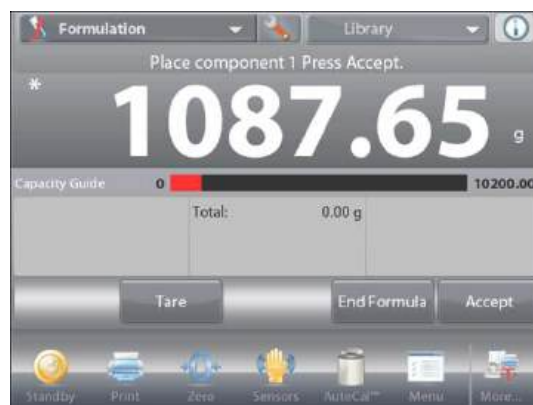 Formulation
Library
Place component 1 Press Accept.
* 1087.65 g
Capacity Guide 0 10200.00
Total: 0.00 g
Tare End Formula Accept
Standby Print Zero Sensors AutoCal™ Menu More...